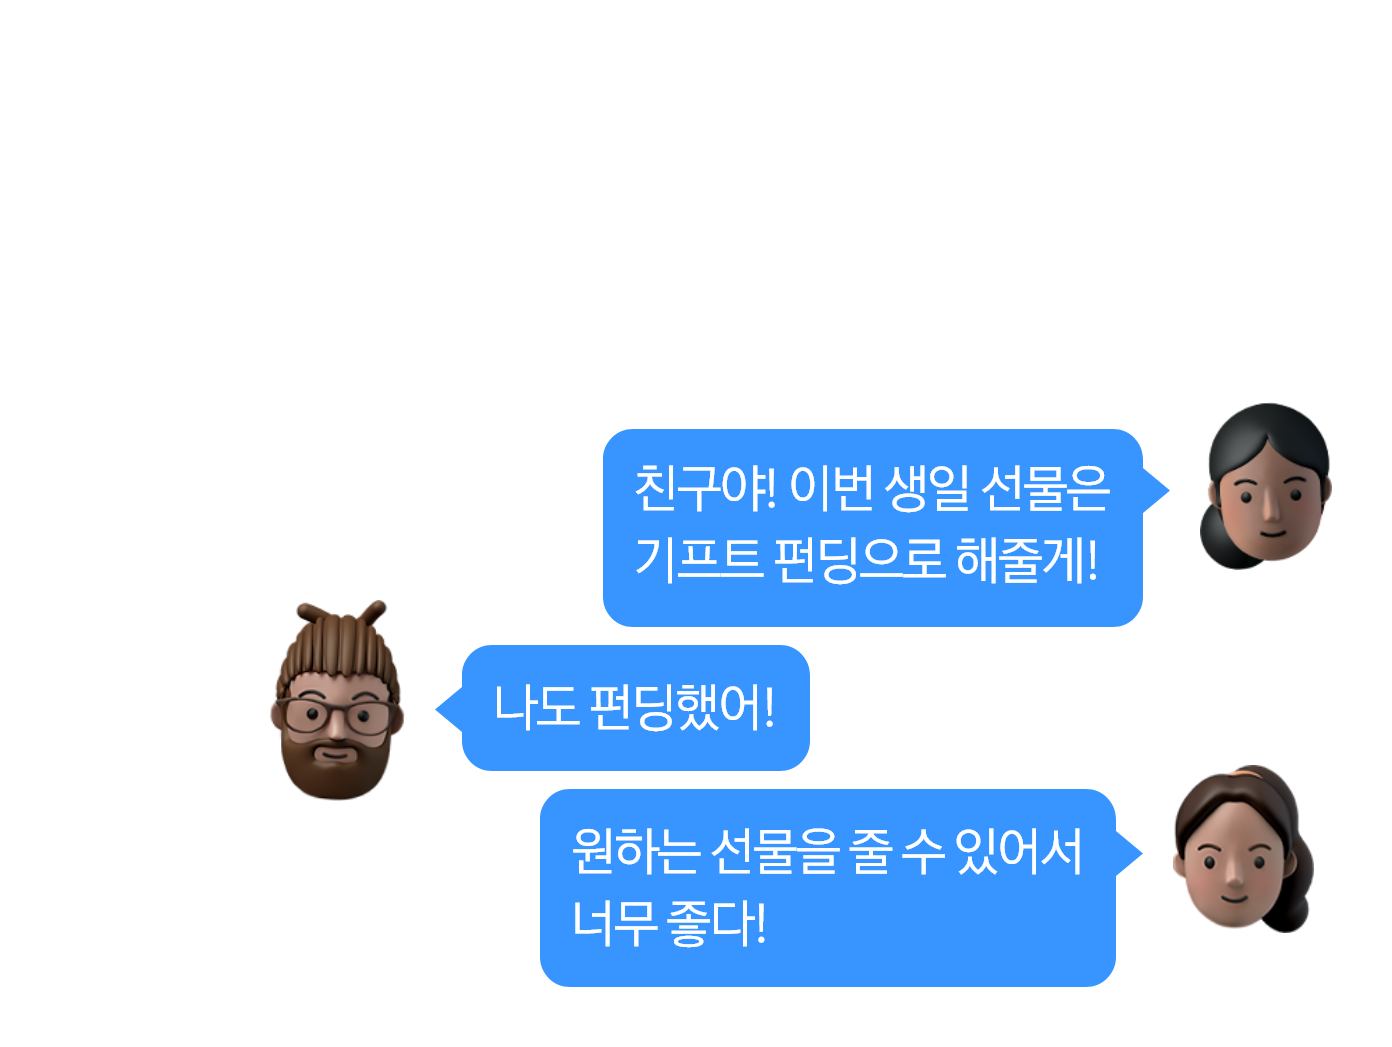 친구야! 이번 생일 선물은
기프트 펀딩으로 해줄게!
나도 펀딩했어!
원하는 선물을 줄 수 있어서
너무 좋다!